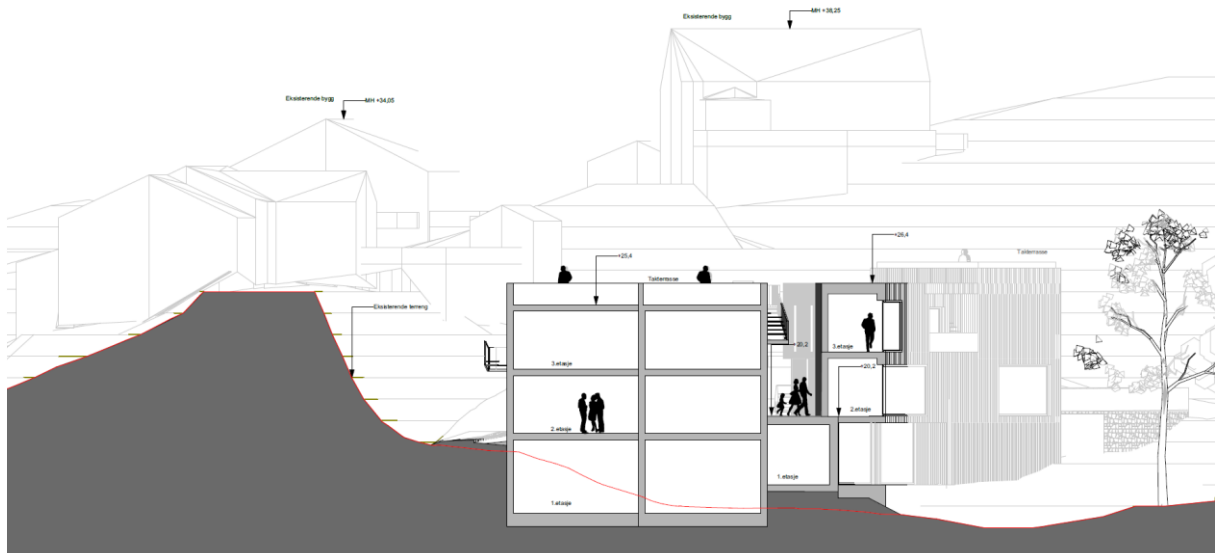 Eksisterende bygg
MH +38,25
Eksisterende bygg
MH +34,05
+26,4
Takterrasse
+25,4
Takterrasse
Eksisterende terreng
+20,2
3.etasje
3.etasje
+20,2
2.etasje
2.etasje
1.etasje
1.etasje